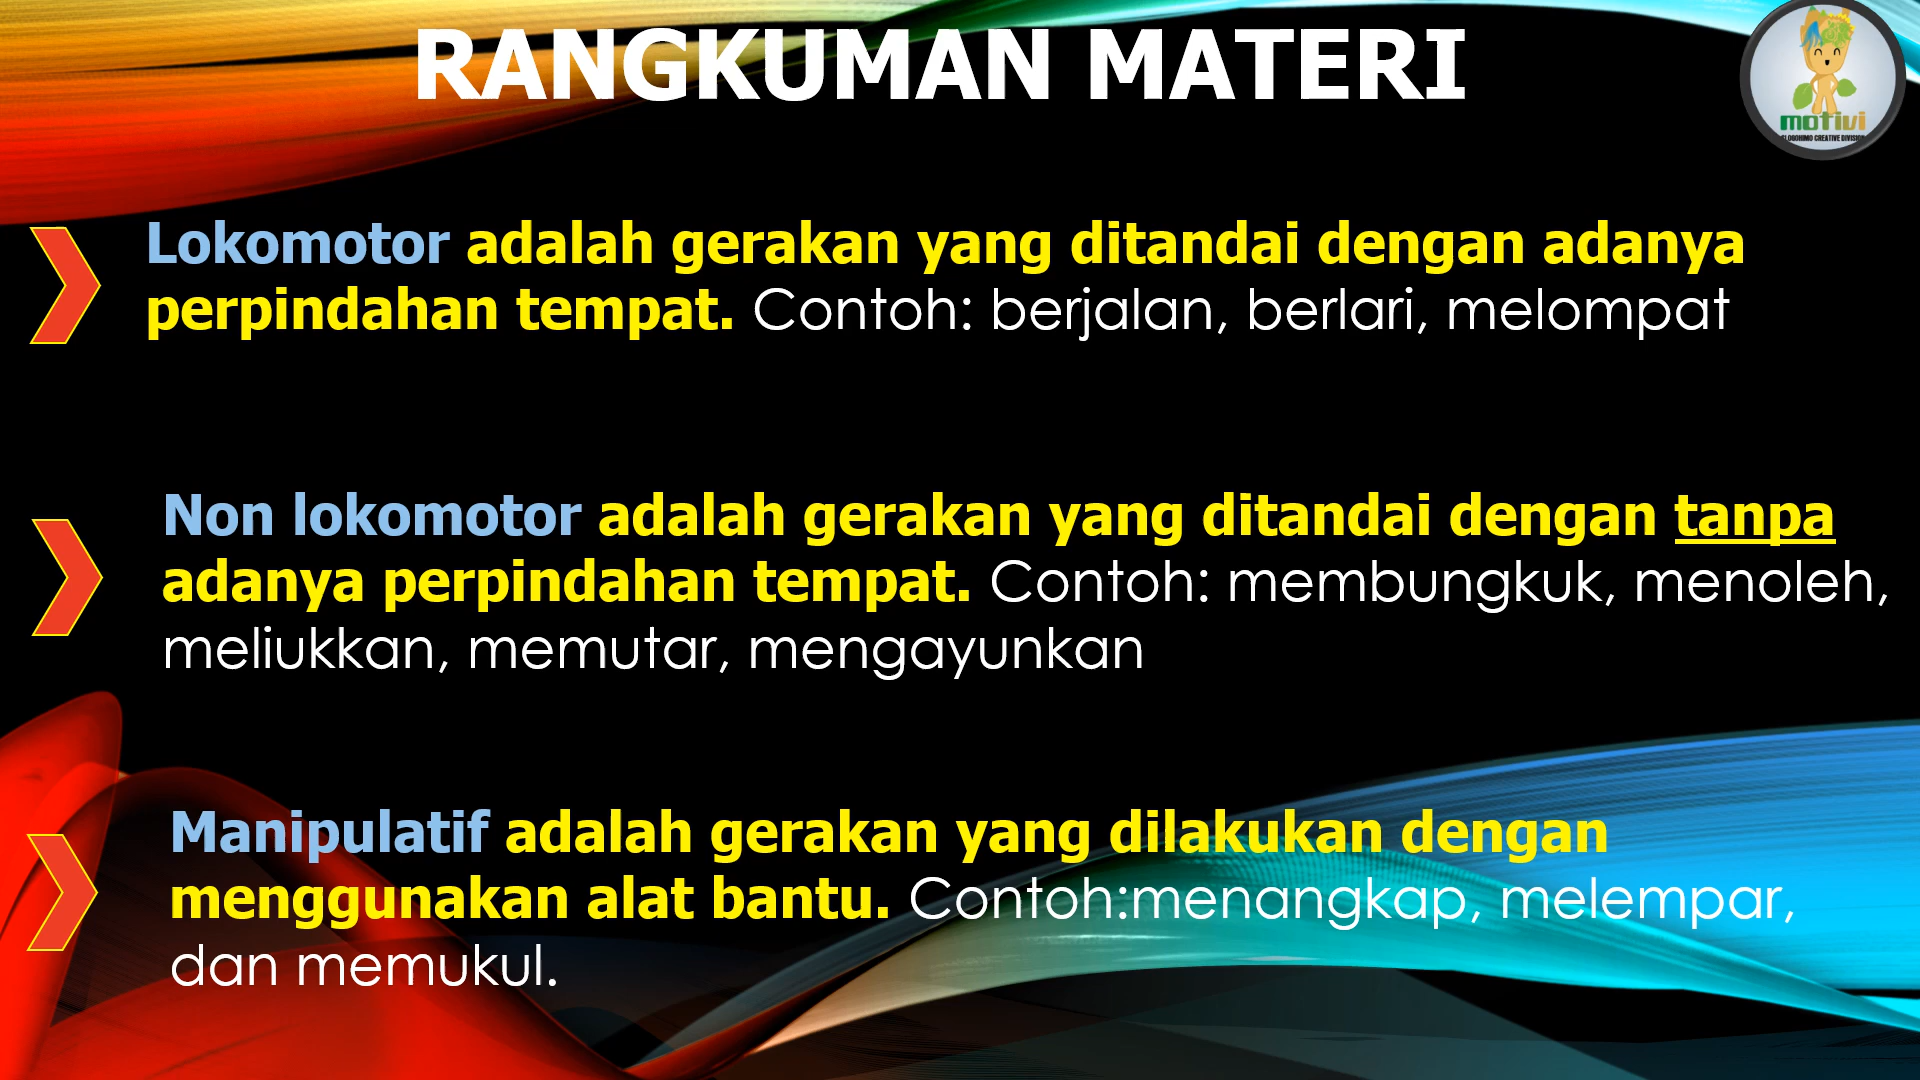 RANGKUMAN MATERI
motivi
Lokomotor adalah gerakan yang ditandai dengan adanya
perpindahan tempat. Contoh: berjalan, berlari, melompat
Non lokomotor adalah gerakan yang ditandai dengan tanpa
adanya perpindahan tempat. Contoh: membungkuk, menoleh,
meliukkan, memutar, mengayunkan
Manipulatif adalah gerakan yang dilakukan dengan
menggunakan alat bantu. Contoh:menangkap, melempar,
dan memukul.